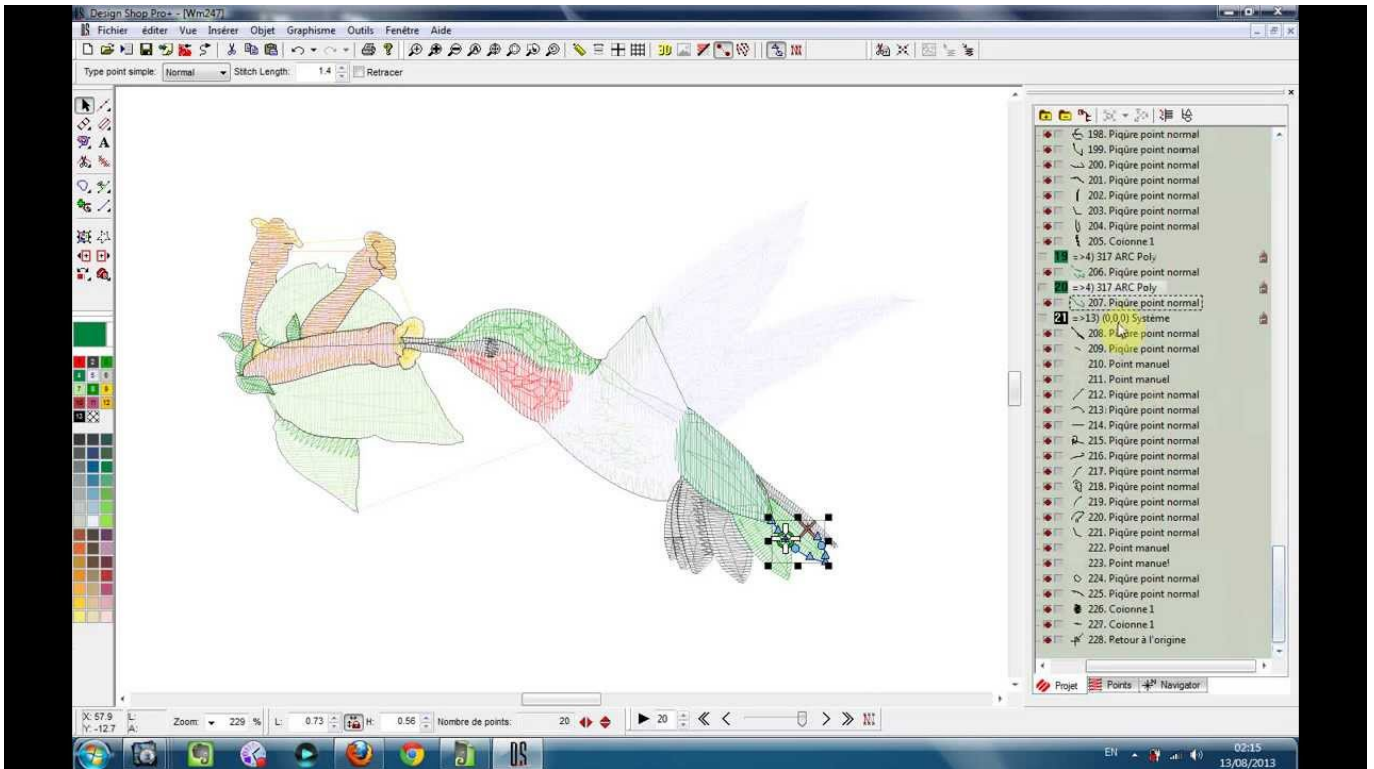 Design Shop Pro+ - [Wm247]
Fichier éditer Vue Insérer Objet Graphisme Outils Fenêtre Aide
3D
Type point simple: Normal Stitch Length: 1.4 Retracer
A
198. Piqûre point normal
199. Piqûre point normal
200. Piqûre point normal
201. Piqûre point normal
202. Piqûre point normal
203. Piqûre point normal
204. Piqûre point normal
205. Colonne 1
19 =>4) 317 ARC Poly
206. Piqûre point normal
20 =>4) 317 ARC Poly
207. Piqûre point normal
21 =>13) (0,0,0) Système
208. Piqûre point normal
209. Piqûre point normal
210. Point manuel
211. Point manuel
212. Piqûre point normal
213. Piqûre point normal
214. Piqûre point normal
215. Piqûre point normal
216. Piqûre point normal
217. Piqûre point normal
218. Piqûre point normal
219. Piqûre point normal
220. Piqûre point normal
221. Piqûre point normal
222. Point manuel
223. Point manuel
224. Piqûre point normal
225. Piqûre point normal
226. Colonne 1
227. Colonne 1
228. Retour à l'origine
Projet Points Navigator
X: 57.9 L:
Y: -12.7 A:
Zoom: 229 % L: 0.73 H: 0.56 Nombre de points: 20 20
DS
EN 02:15
13/08/2013